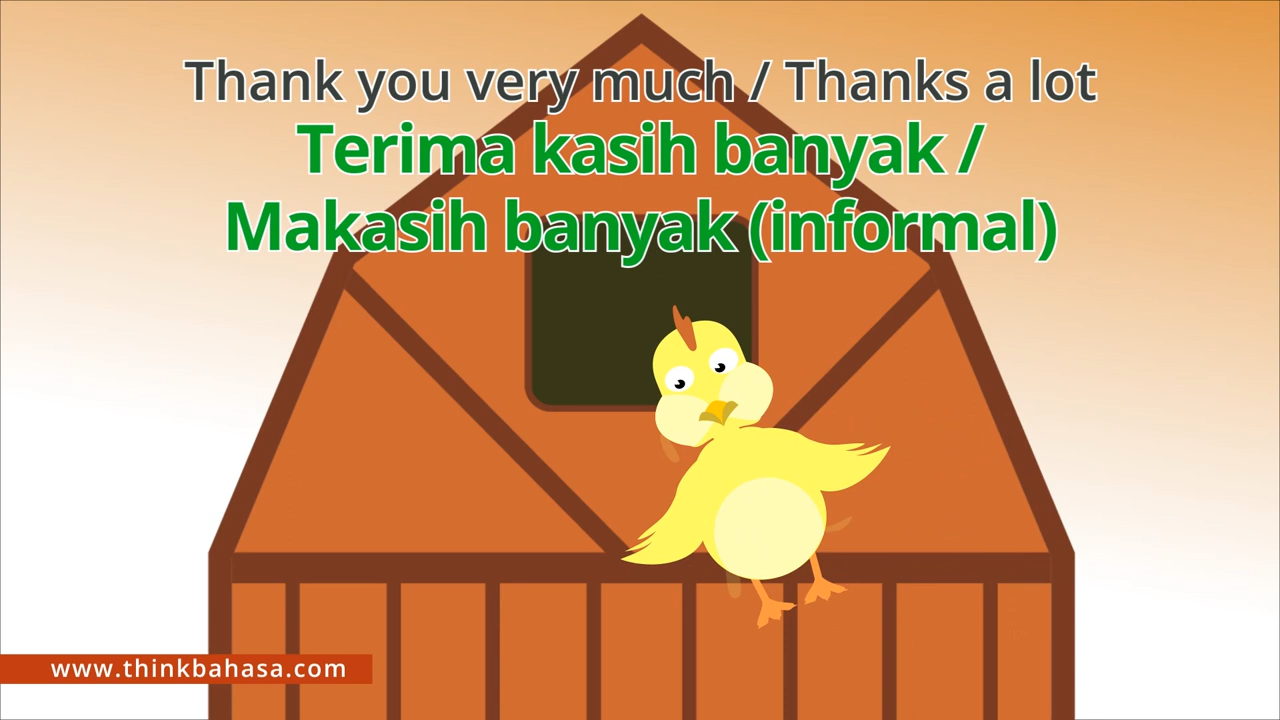 Thank you very much / Thanks a lot
Terima kasih banyak /
Makasih banyak (informal)
www.thinkbahasa.com